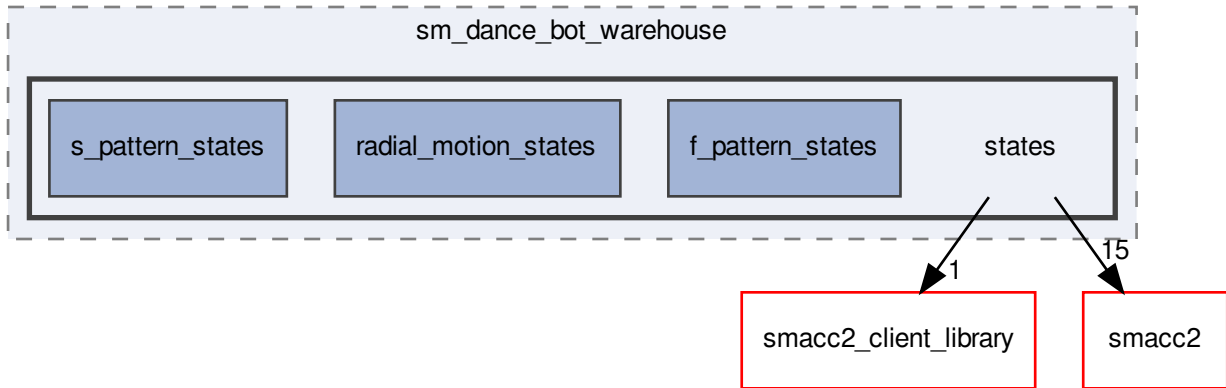 sm_dance_bot_warehouse
s_pattern_states
radial_motion_states
f_pattern_states
states
1
15
smacc2_client_library
smacc2